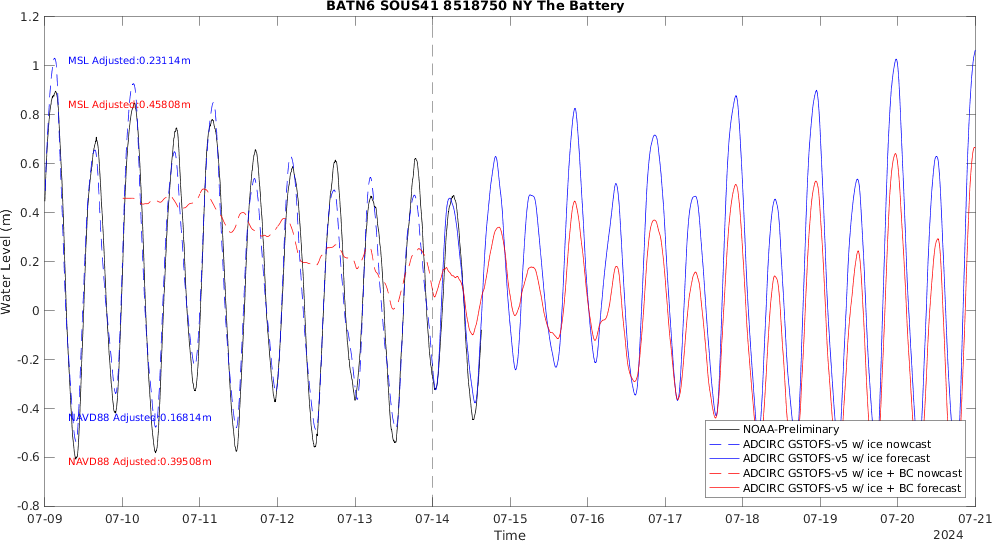 BATN6 SOUS41 8518750 NY The Battery
1.2
1
0.8
0.6
0.4
0.2
0
-0.2
-0.4
-0.6
-0.8
Water Level (m)
MSL Adjusted:0.23114m
MSL Adjusted:0.45808m
NAVD88 Adjusted:0.16814m
NAVD88 Adjusted:0.39508m
NOAA-Preliminary
ADCIRC GSTOFS-v5 w/ ice nowcast
ADCIRC GSTOFS-v5 w/ ice forecast
ADCIRC GSTOFS-v5 w/ ice + BC nowcast
ADCIRC GSTOFS-v5 w/ ice + BC forecast
07-09 07-10 07-11 07-12 07-13 07-14 07-15 07-16 07-17 07-18 07-19 07-20 07-21
Time
2024